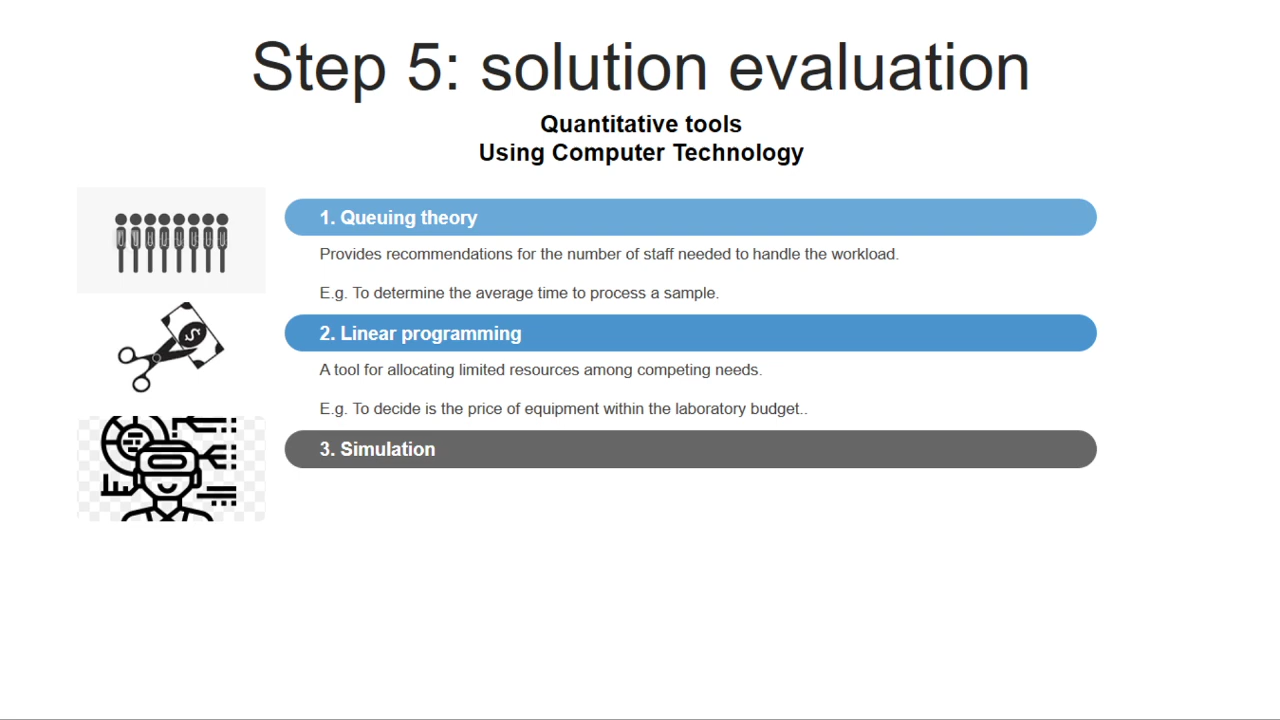 Step 5: solution evaluation
Quantitative tools
Using Computer Technology
1. Queuing theory
Provides recommendations for the number of staff needed to handle the workload.
E.g. To determine the average time to process a sample.
2. Linear programming
A tool for allocating limited resources among competing needs.
E.g. To decide is the price of equipment within the laboratory budget..
3. Simulation